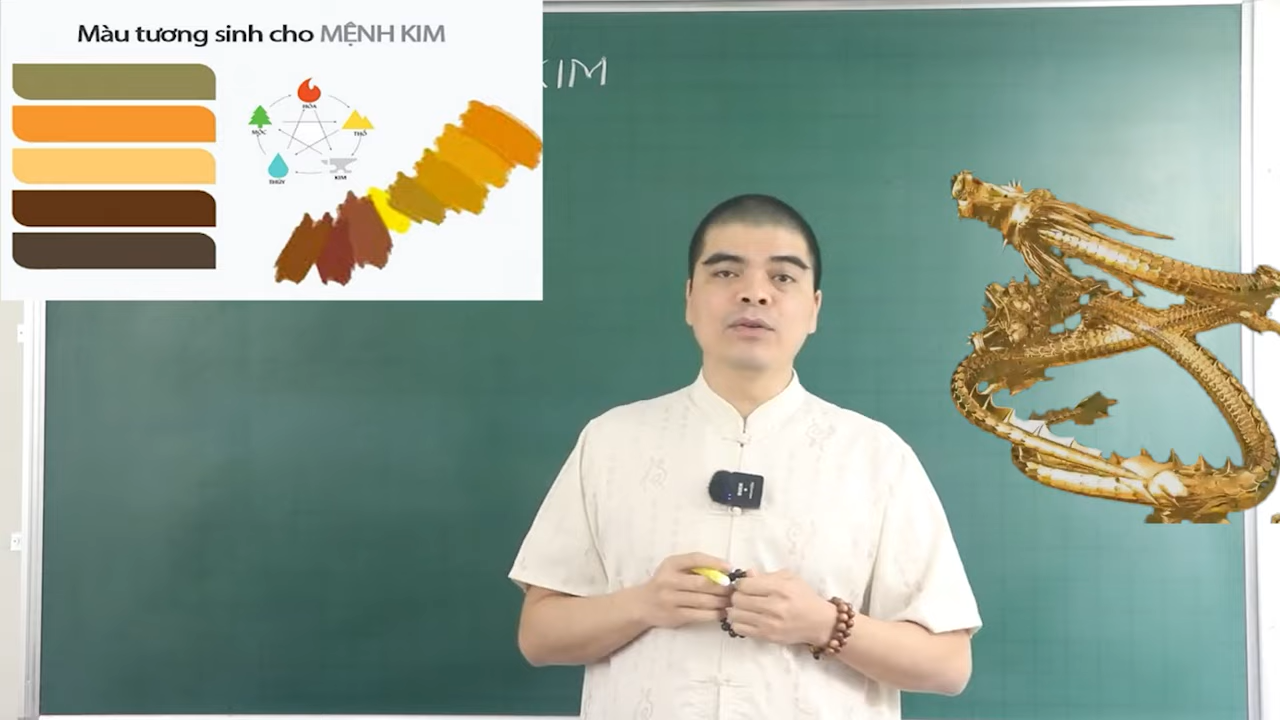 Màu tương sinh cho MỆNH KIM
HỎA
MỘC
THỔ
THỦY
KIM
KIM